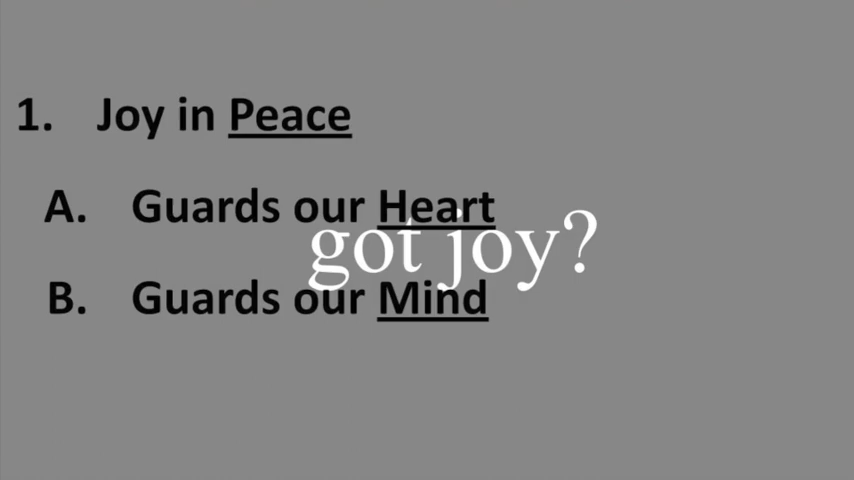 1. Joy in Peace
A. Guards our Heart
got joy?
B. Guards our Mind